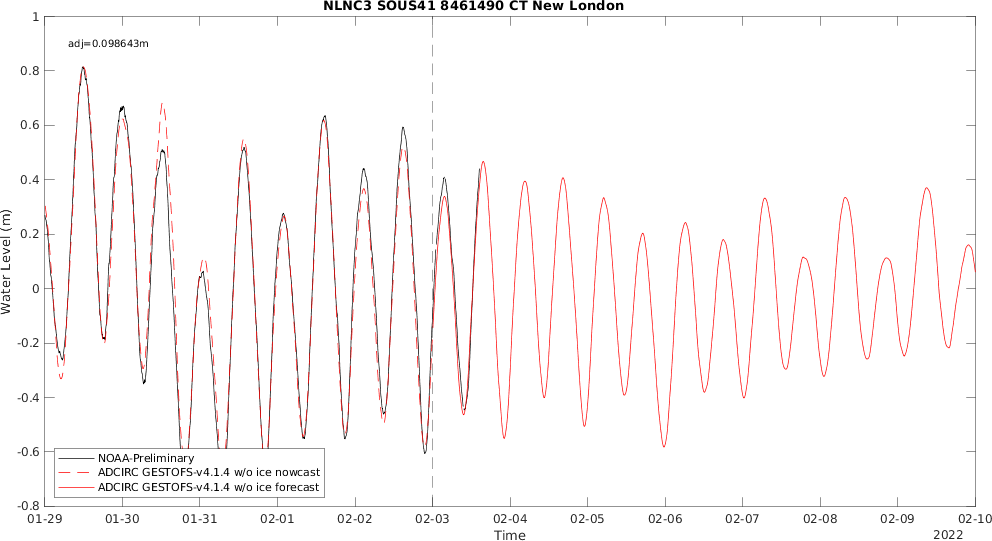 NLNC3 SOUS41 8461490 CT New London
adj=0.098643m
1
0.8
0.6
0.4
0.2
0
-0.2
-0.4
-0.6
-0.8
Water Level (m)
NOAA-Preliminary
ADCIRC GESTOFS-v4.1.4 w/o ice nowcast
ADCIRC GESTOFS-v4.1.4 w/o ice forecast
01-29 01-30 01-31 02-01 02-02 02-03 02-04 02-05 02-06 02-07 02-08 02-09 02-10
Time
2022